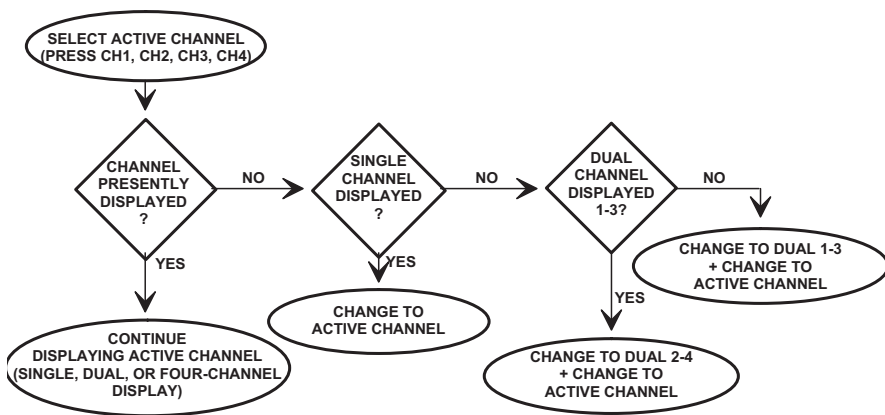 SELECT ACTIVE CHANNEL
(PRESS CH1, CH2, CH3, CH4)
CHANNEL
PRESENTLY
DISPLAYED
?
NO
SINGLE
CHANNEL
DISPLAYED
?
NO
DUAL
CHANNEL
DISPLAYED
1-3?
NO
YES
YES
YES
CONTINUE
DISPLAYING ACTIVE CHANNEL
(SINGLE, DUAL, OR FOUR-CHANNEL
DISPLAY)
CHANGE TO
ACTIVE CHANNEL
CHANGE TO DUAL 2-4
+ CHANGE TO
ACTIVE CHANNEL
CHANGE TO DUAL 1-3
+ CHANGE TO
ACTIVE CHANNEL